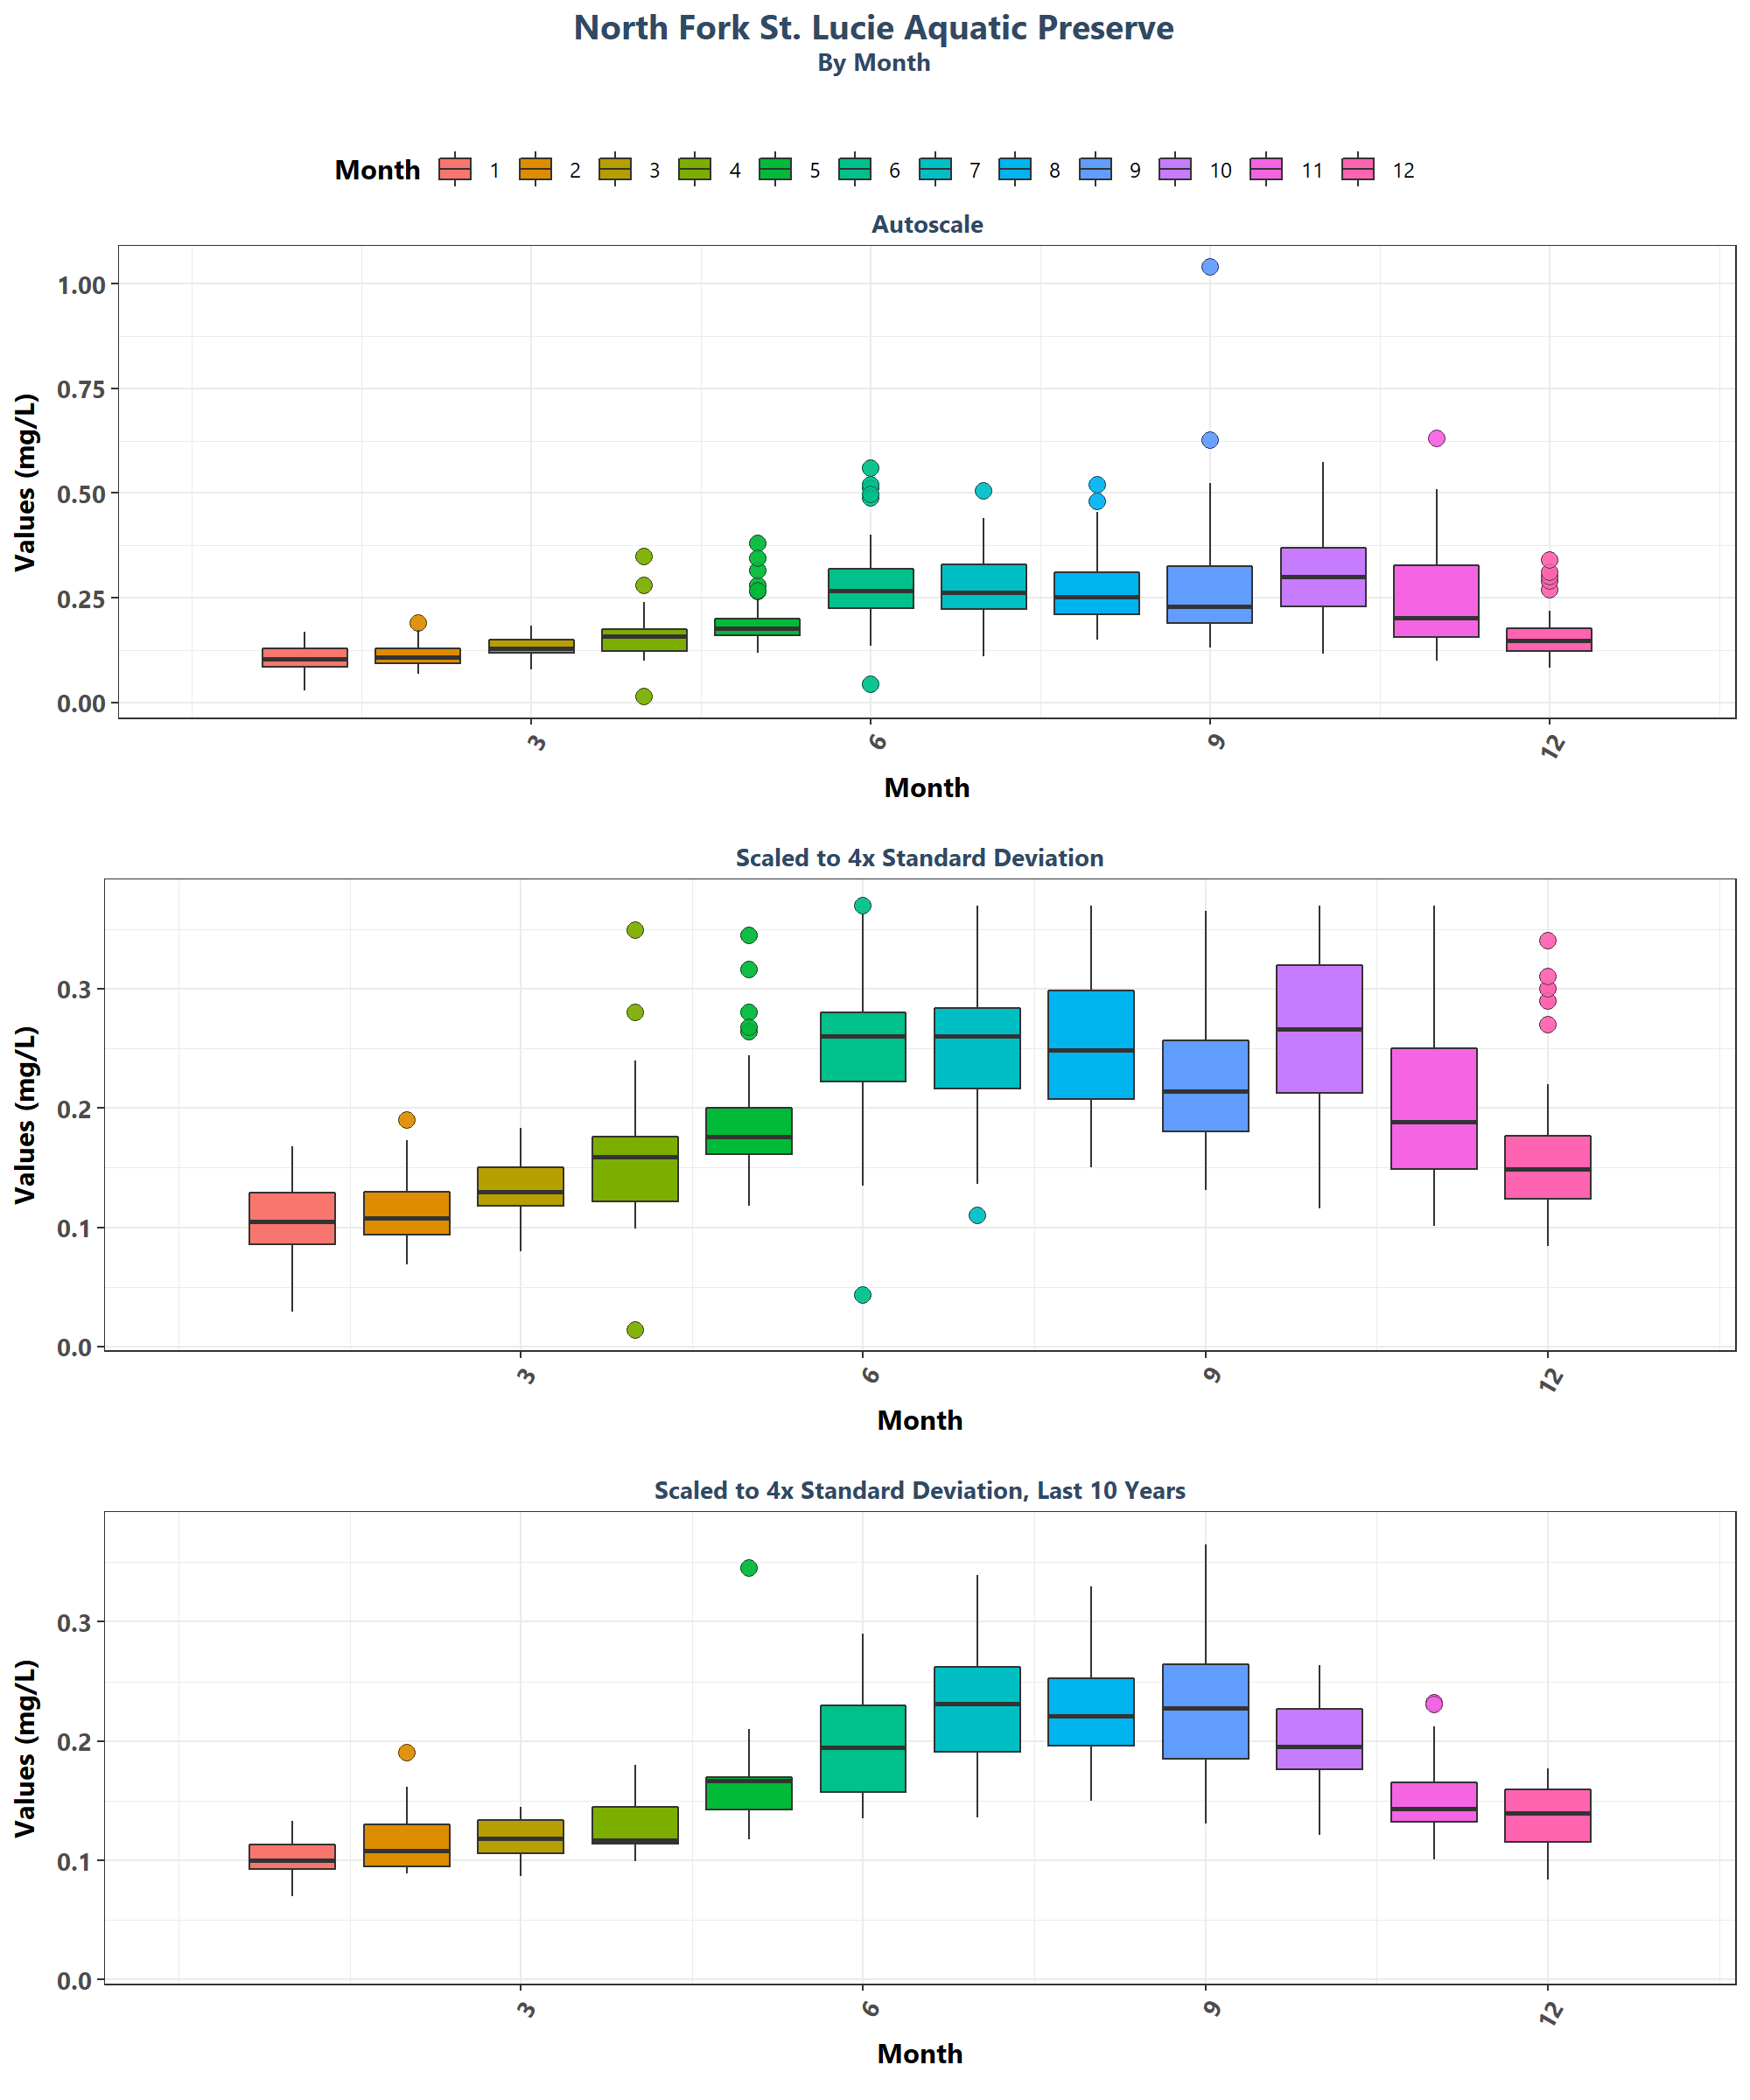 North Fork St. Lucie Aquatic Preserve
By Month
Month 1 2 3 4 5 6 7 8 9 10 11 12
Autoscale
Values (mg/L)
1.00
0.75
0.50
0.25
0.00
3 6 9 12
Month
Scaled to 4x Standard Deviation
Values (mg/L)
0.3
0.2
0.1
0.0
3 6 9 12
Month
Scaled to 4x Standard Deviation, Last 10 Years
Values (mg/L)
0.3
0.2
0.1
0.0
3 6 9 12
Month